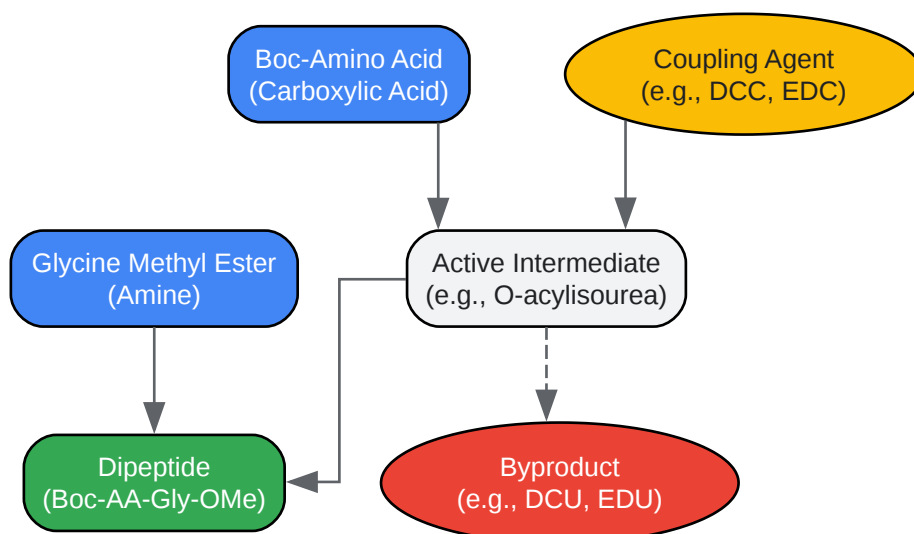 Boc-Amino Acid
(Carboxylic Acid)
Coupling Agent
(e.g., DCC, EDC)
Glycine Methyl Ester
(Amine)
Active Intermediate
(e.g., O-acylisourea)
Dipeptide
(Boc-AA-Gly-OMe)
Byproduct
(e.g., DCU, EDU)